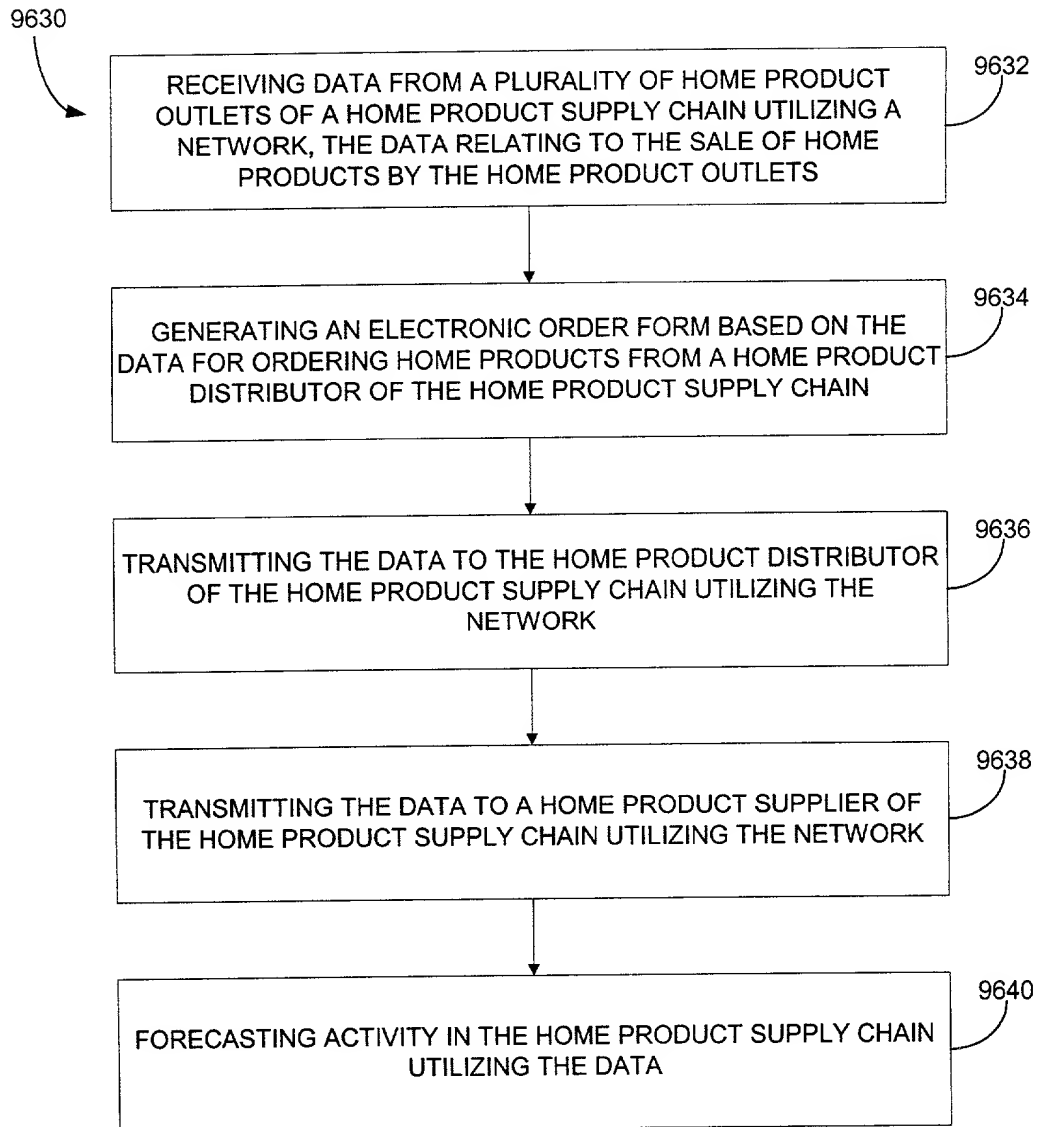 9630
9632
RECEIVING DATA FROM A PLURALITY OF HOME PRODUCT
OUTLETS OF A HOME PRODUCT SUPPLY CHAIN UTILIZING A
NETWORK, THE DATA RELATING TO THE SALE OF HOME
PRODUCTS BY THE HOME PRODUCT OUTLETS
9634
GENERATING AN ELECTRONIC ORDER FORM BASED ON THE
DATA FOR ORDERING HOME PRODUCTS FROM A HOME PRODUCT
DISTRIBUTOR OF THE HOME PRODUCT SUPPLY CHAIN
9636
TRANSMITTING THE DATA TO THE HOME PRODUCT DISTRIBUTOR
OF THE HOME PRODUCT SUPPLY CHAIN UTILIZING THE
NETWORK
9638
TRANSMITTING THE DATA TO A HOME PRODUCT SUPPLIER OF
THE HOME PRODUCT SUPPLY CHAIN UTILIZING THE NETWORK
9640
FORECASTING ACTIVITY IN THE HOME PRODUCT SUPPLY CHAIN
UTILIZING THE DATA